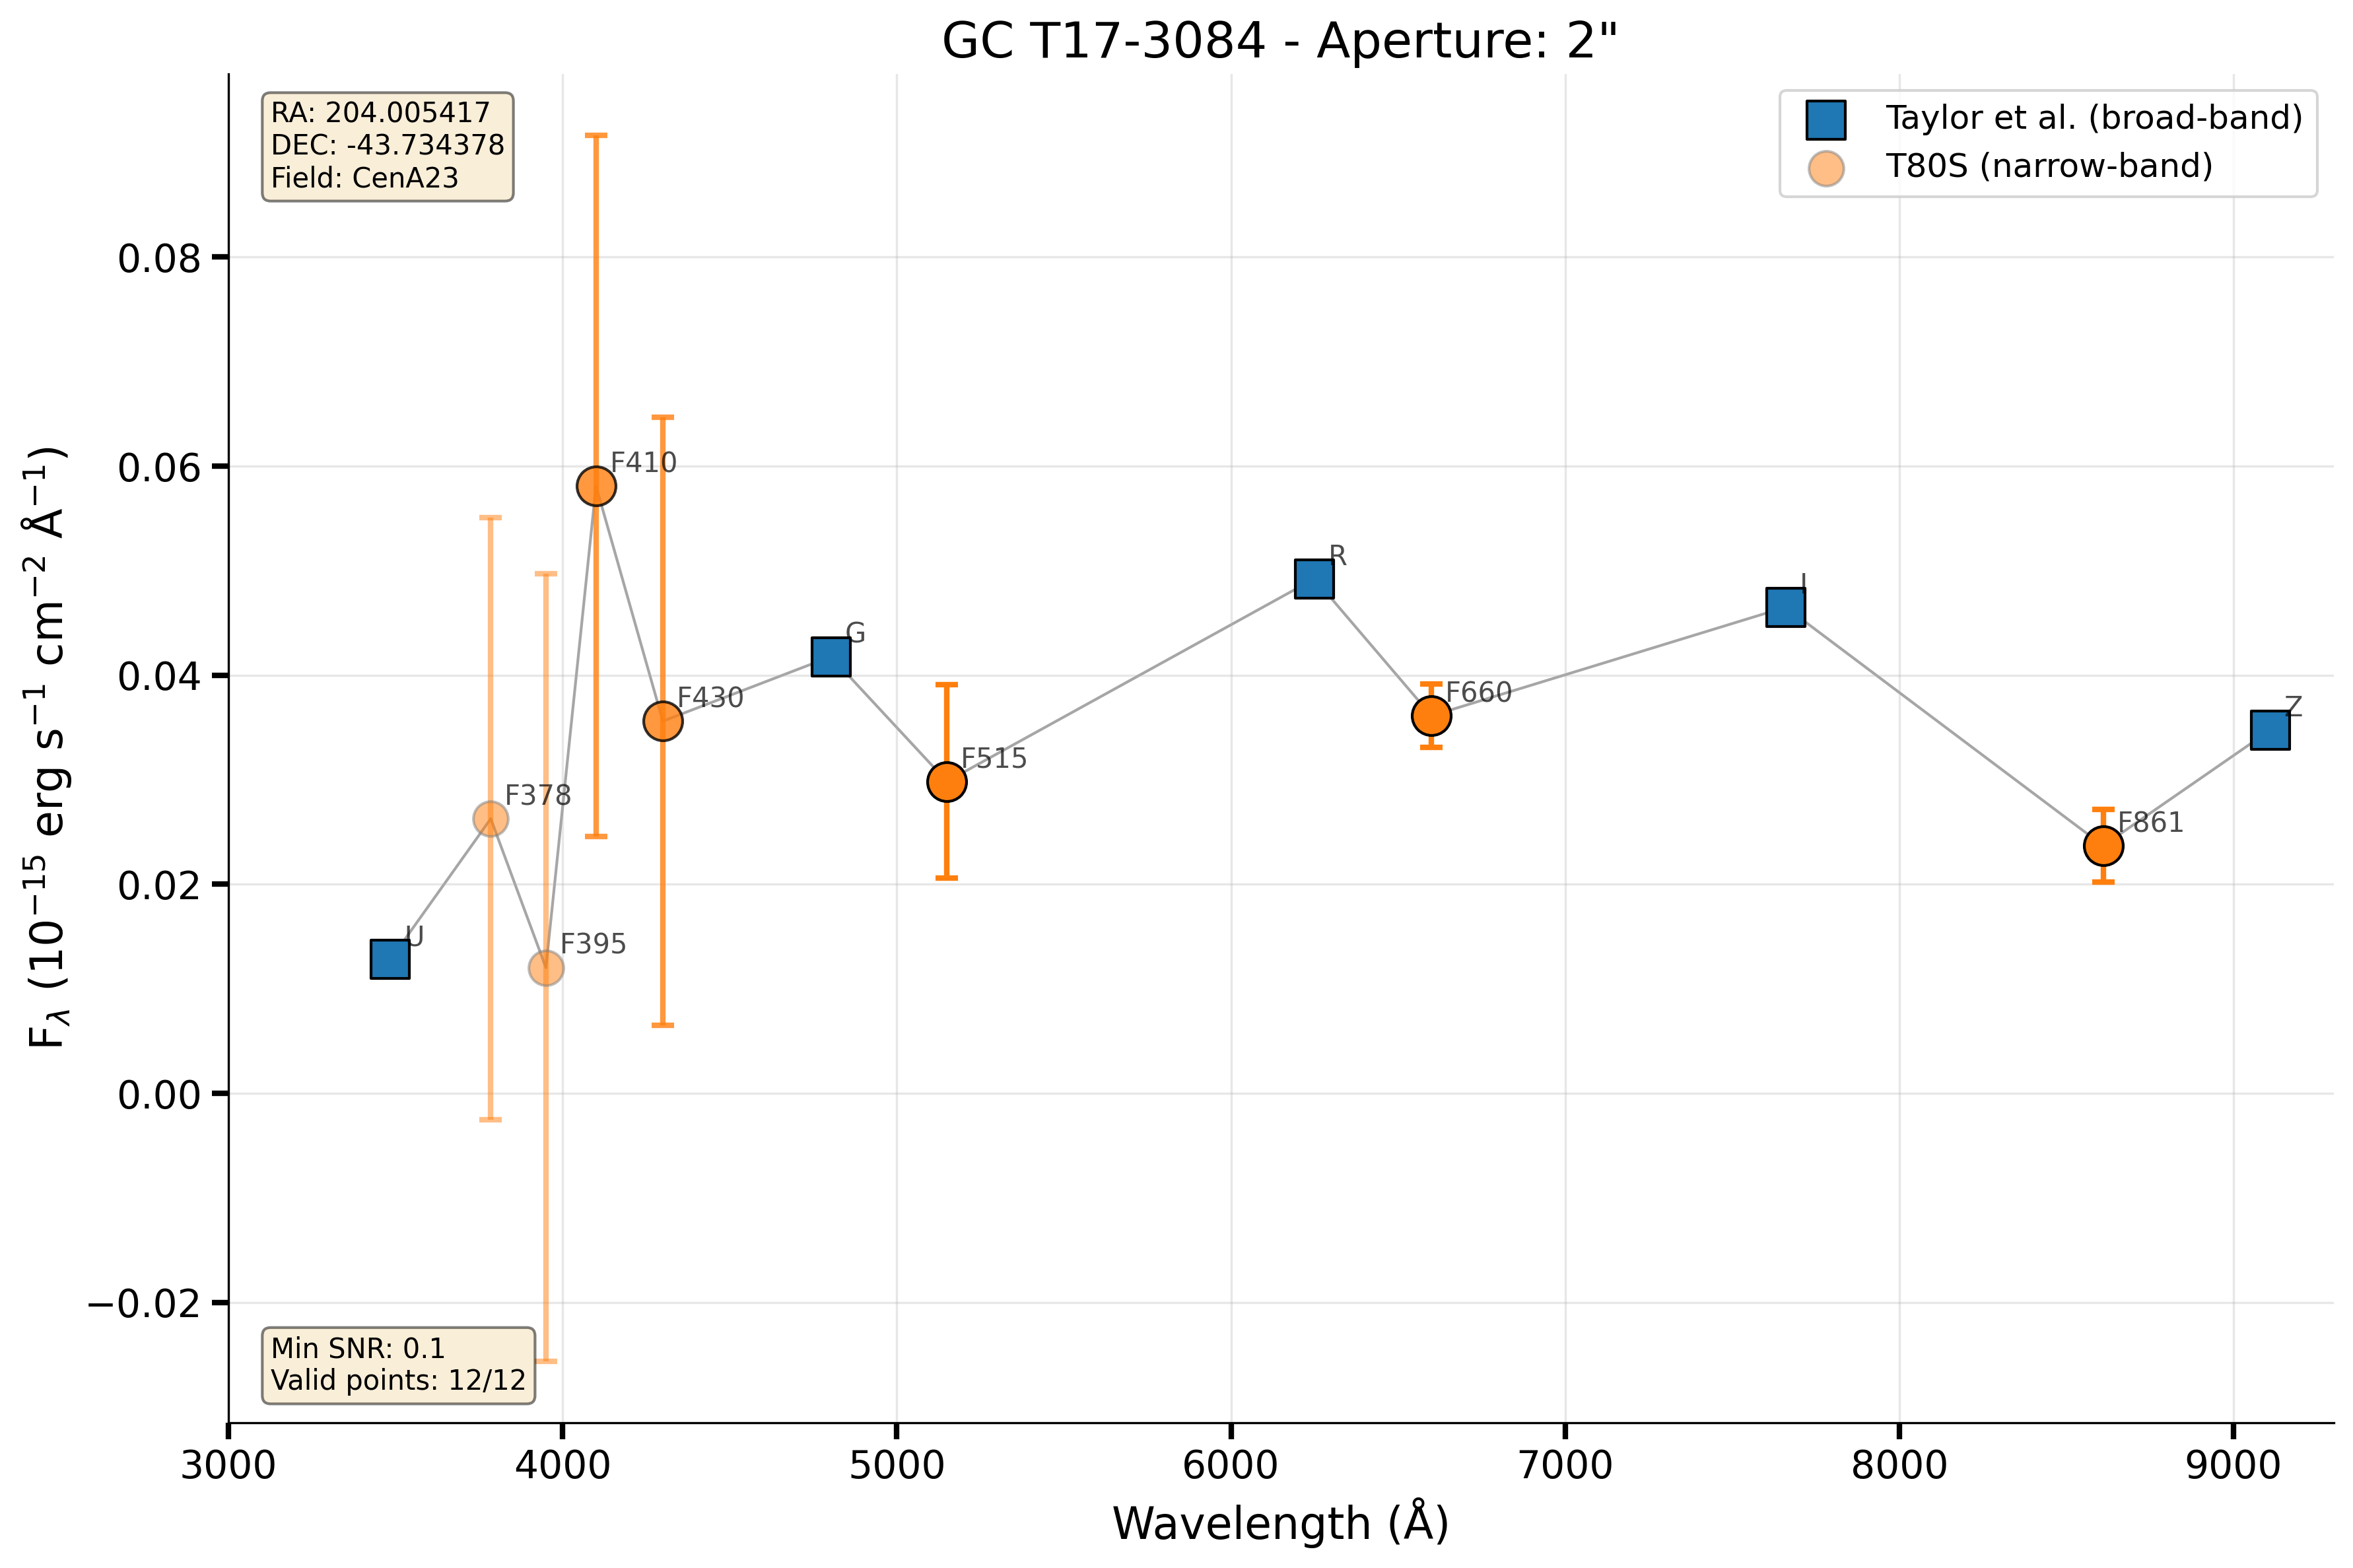 GC T17-3084 - Aperture: 2"
RA: 204.005417
DEC: -43.734378
Field: CenA23
Taylor et al. (broad-band)
T80S (narrow-band)
F$_{\lambda}$ (10$^{-15}$ erg s$^{-1}$ cm$^{-2}$ Å$^{-1}$)
0.08
0.06
0.04
0.02
0.00
−0.02
U
F378
F395
F410
F430
G
F515
R
F660
I
F861
Z
Min SNR: 0.1
Valid points: 12/12
3000 4000 5000 6000 7000 8000 9000
Wavelength (Å)